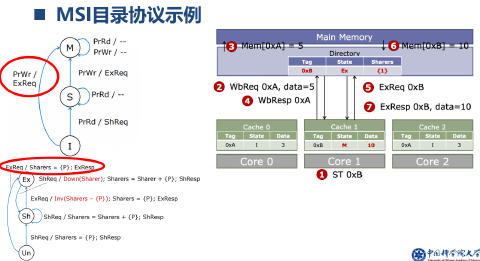 ■ MSI目录协议示例
M
PrRd / --
PrWr / --
PrWr /
ExReq
PrWr / ExReq
S
PrRd / --
PrRd / ShReq
I
ExReq / Sharers = {P}; ExResp
Ex
ShReq / Down(Sharer); Sharers = Sharer + {P}; ShResp
ExReq / Inv(Sharers – {P}); Sharers = {P}; ExResp
Sh
ShReq / Sharers = Sharers + {P}; ShResp
ShReq / Sharers = {P}; ShResp
Un
Main Memory
3 Mem[0xA] = 5
6 Mem[0xB] = 10
Directory
Tag State Sharers
0xB Ex {1}
2 WbReq 0xA, data=5
4 WbResp 0xA
5 ExReq 0xB
7 ExResp 0xB, data=10
Cache 0
Tag State Data
0xA I 3
Core 0
Cache 1
Tag State Data
0xB M 10
Core 1
Cache 2
Tag State Data
0xA I 3
Core 2
1 ST 0xB
中国科学院大学